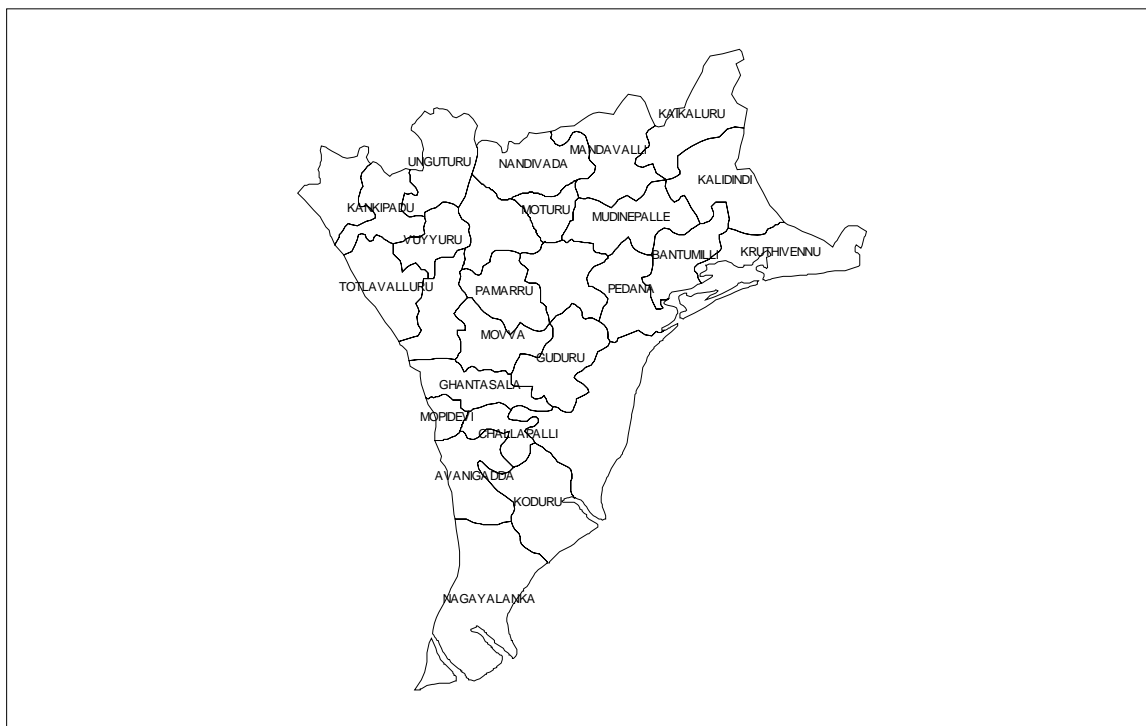 KAIKALURU
MANDAVALLI
UNGUTURU
NANDIVADA
KALIDINDI
KANKIPADU
MOTURU
MUDINEPALLE
VUYYURU
BANTUMILLI
KRUTHIVENNU
TOTLAVALLURU
PAMARRU
PEDANA
MOVVA
GUDURU
GHANTASALA
MOPIDEVI
CHALLAPALLI
AVANIGADDA
KODURU
NAGAYALANKA